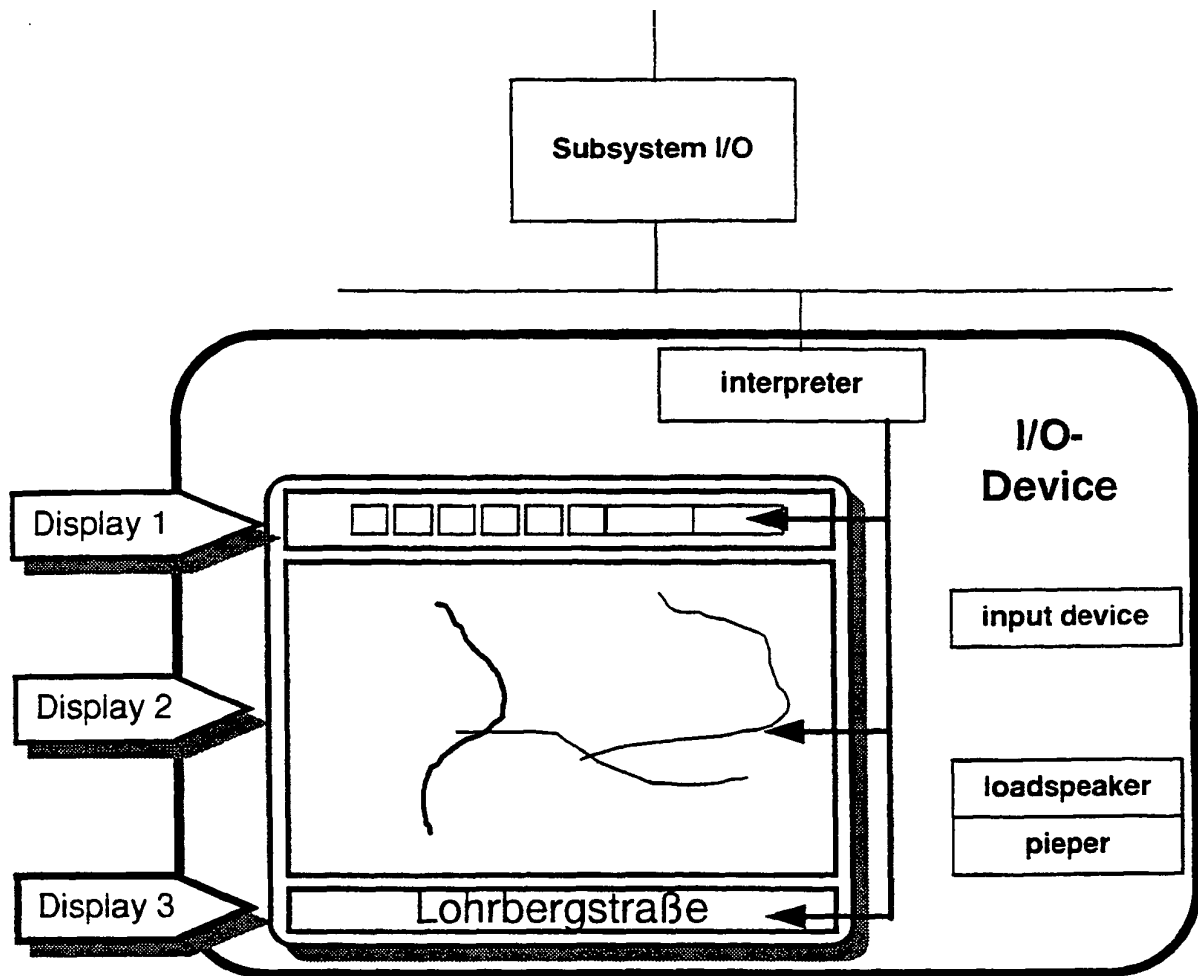 Subsystem I/O
interpreter
I/O-
Device
Display 1
input device
Display 2
loadspeaker
pieper
Display 3
Lohrbergstraße